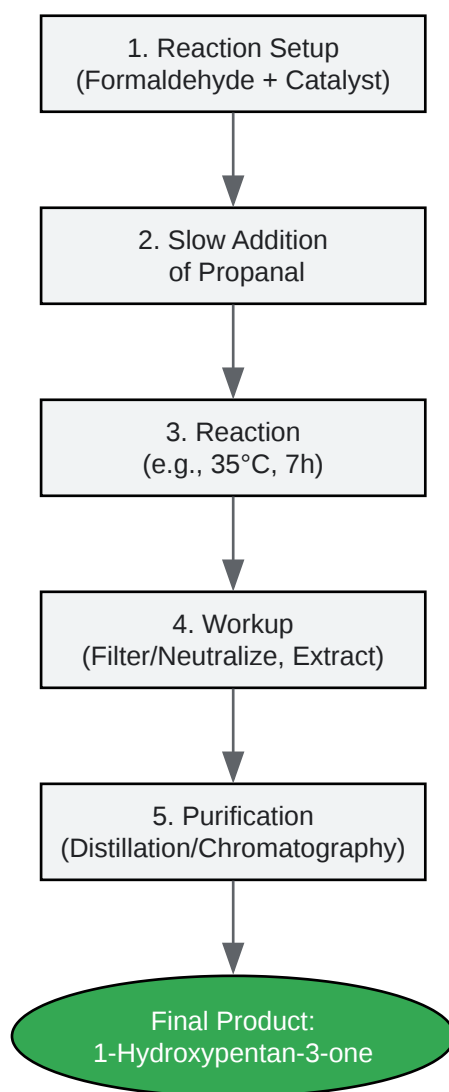 1. Reaction Setup
(Formaldehyde + Catalyst)
2. Slow Addition
of Propanal
3. Reaction
(e.g., 35°C, 7h)
4. Workup
(Filter/Neutralize, Extract)
5. Purification
(Distillation/Chromatography)
Final Product:
1-Hydroxypentan-3-one